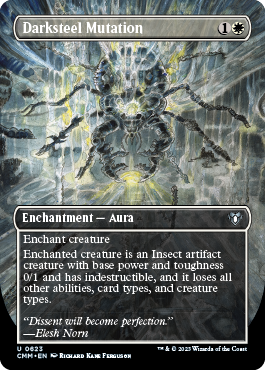 Darksteel Mutation 1
Enchantment — Aura
Enchant creature
Enchanted creature is an Insect artifact
creature with base power and toughness
0/1 and has indestructible, and it loses all
other abilities, card types, and creature
types.
“Dissent will become perfection.”
—Elesh Norn
U 0623
CMM • EN Richard Kane Ferguson
™ & © 2023 Wizards of the Coast